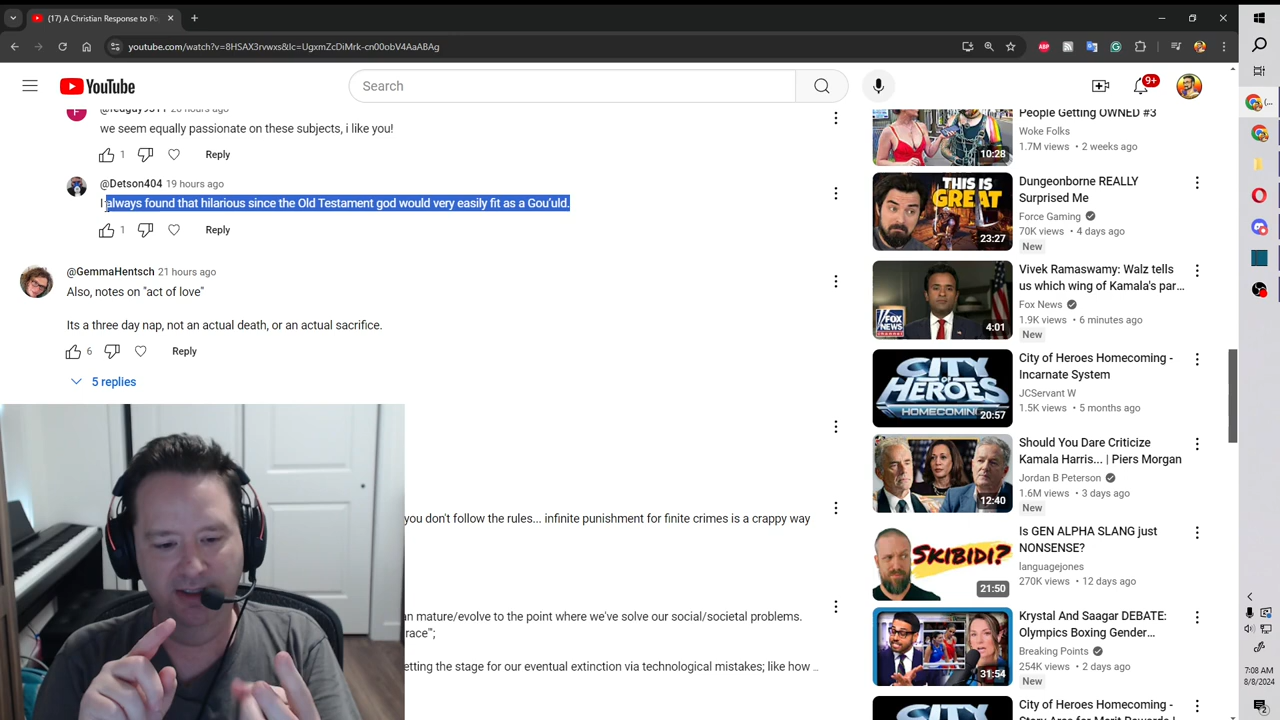 (17) A Christian Response to Po
youtube.com/watch?v=8HSAX3rvwxs&lc=UgxmZcDiMrk-cn00obV4AaABAg
YouTube
Search
9+
we seem equally passionate on these subjects, i like you!
1
Reply
@Detson404 19 hours ago
I always found that hilarious since the Old Testament god would very easily fit as a Gou'uld.
1
Reply
@GemmaHentsch 21 hours ago
Also, notes on "act of love"
Its a three day nap, not an actual death, or an actual sacrifice.
6
Reply
5 replies
you don't follow the rules... infinite punishment for finite crimes is a crappy way
n mature/evolve to the point where we've solve our social/societal problems.
race'";
etting the stage for our eventual extinction via technological mistakes; like how ...
People Getting OWNED #3
Woke Folks
1.7M views • 2 weeks ago
10:28
THIS IS
GREAT
23:27
Dungeonborne REALLY
Surprised Me
Force Gaming
70K views • 4 days ago
New
FOX
NEWS
4:01
Vivek Ramaswamy: Walz tells
us which wing of Kamala's par...
Fox News
1.9K views • 6 minutes ago
New
CITY
OF
HEROES
HOMECOMING
20:57
City of Heroes Homecoming -
Incarnate System
JCServant W
1.5K views • 5 months ago
12:40
Should You Dare Criticize
Kamala Harris... | Piers Morgan
Jordan B Peterson
1.6M views • 3 days ago
New
SKIBIDI?
21:50
Is GEN ALPHA SLANG just
NONSENSE?
languagejones
270K views • 12 days ago
31:54
Krystal And Saagar DEBATE:
Olympics Boxing Gender...
Breaking Points
254K views • 2 days ago
New
CITY
City of Heroes Homecoming -
7:08 AM
8/8/2024
2